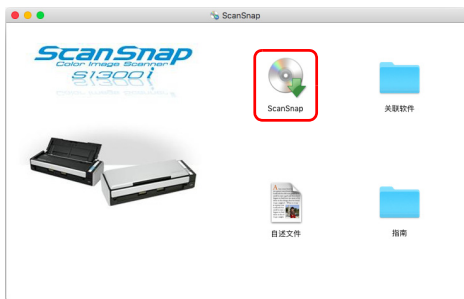 ScanSnap
ScanSnap
Color Image Scanner
S1300i
ScanSnap
关联软件
自述文件
指南